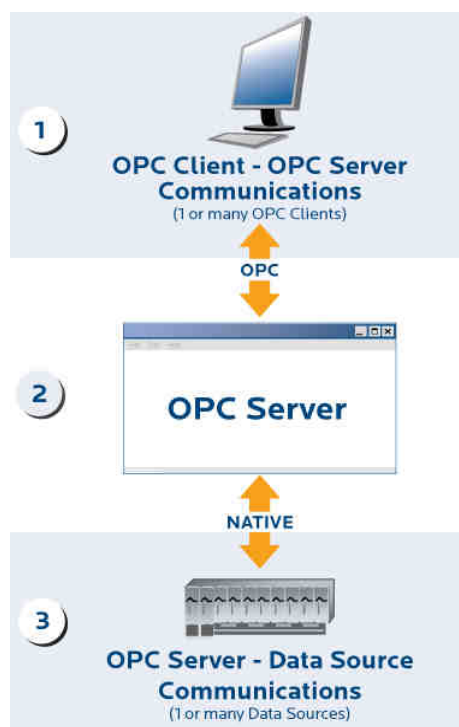 1
OPC Client - OPC Server
Communications
(1 or many OPC Clients)
OPC
2
OPC Server
NATIVE
3
OPC Server - Data Source
Communications
(1 or many Data Sources)